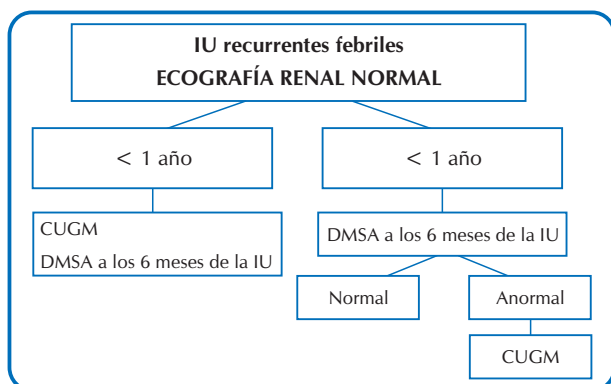 IU recurrentes febriles
ECOGRAFÍA RENAL NORMAL
< 1 año
< 1 año
CUGM
DMSA a los 6 meses de la IU
DMSA a los 6 meses de la IU
Normal
Anormal
CUGM